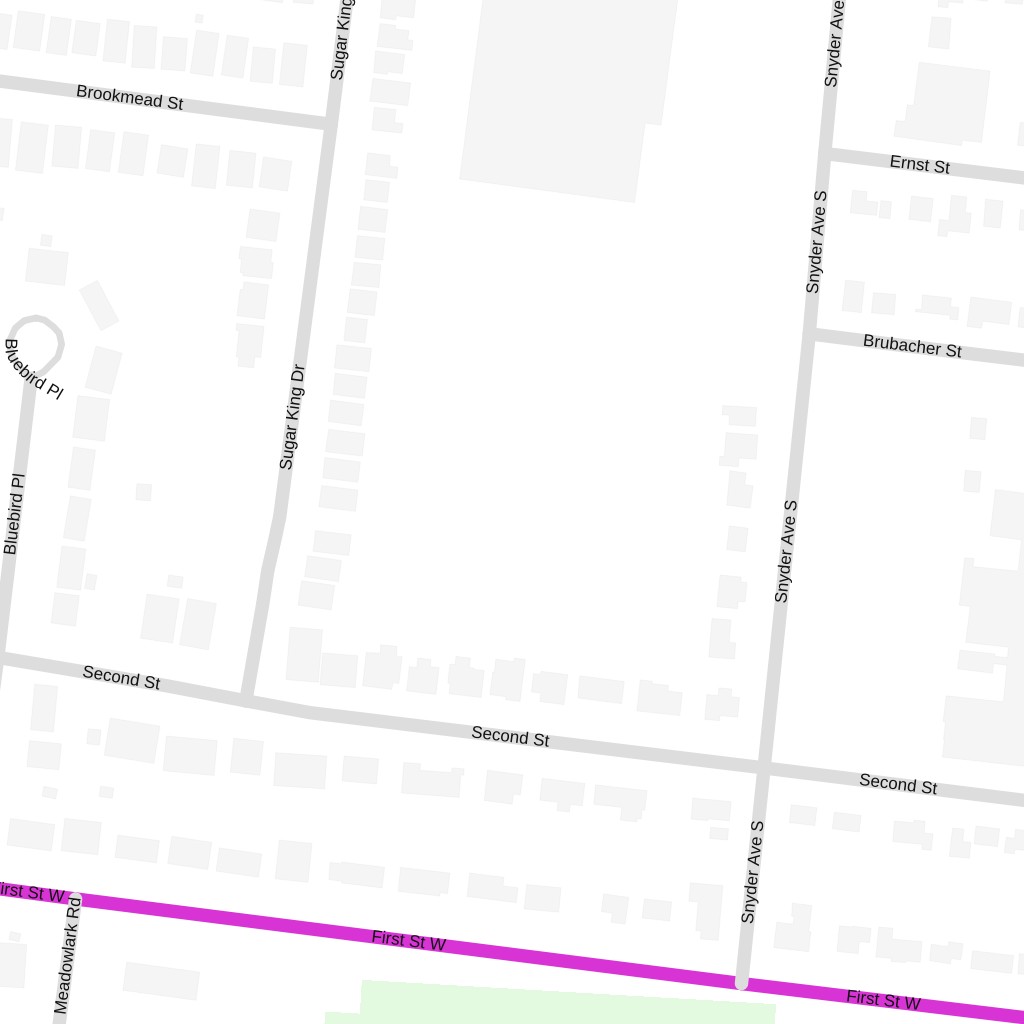 Sugar King
Snyder Ave
Brookmead St
Ernst St
Snyder Ave S
Brubacher St
Bluebird Pl
Sugar King Dr
Bluebird Pl
Snyder Ave S
Second St
Second St
Second St
Snyder Ave S
First St W
Meadowlark Rd
First St W
First St W